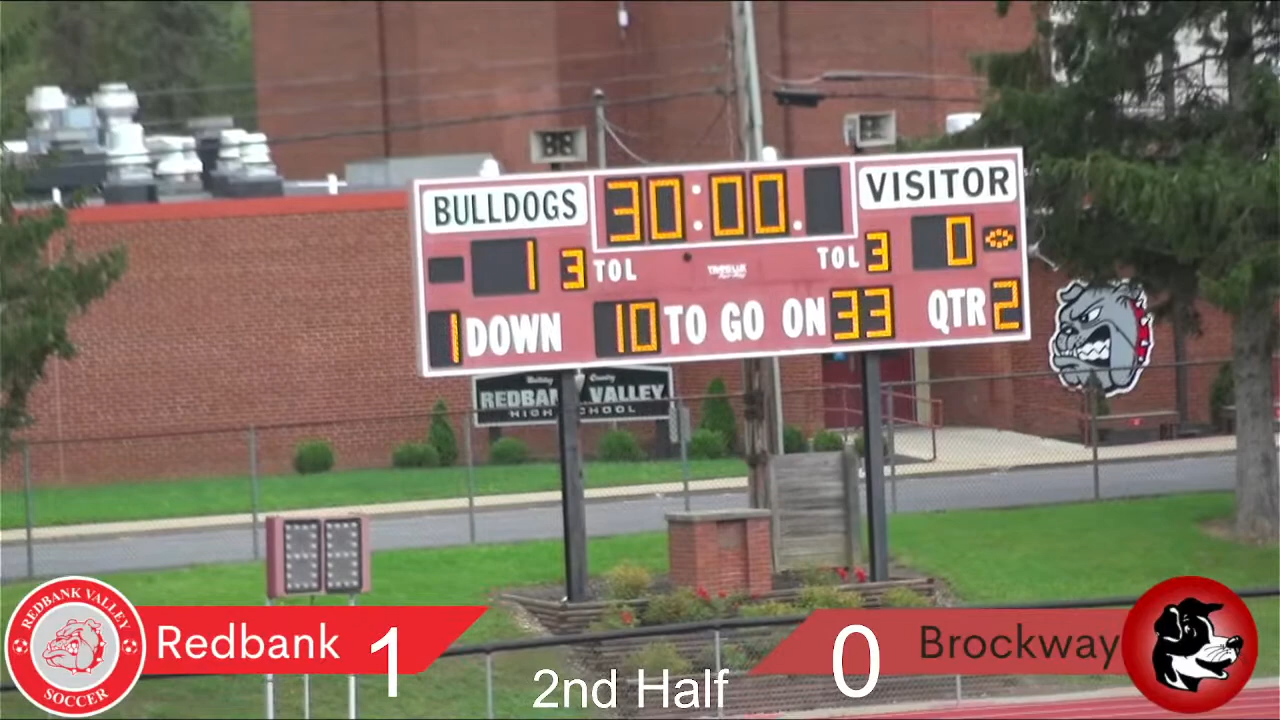 BULLDOGS 30:00. VISITOR
1 3 TOL TOL 3 0
1 DOWN 10 TO GO ON 33 QTR 2
REDBANK VALLEY
HIGH SCHOOL
REDBANK VALLEY
SOCCER
Redbank 1
2nd Half
0 Brockway